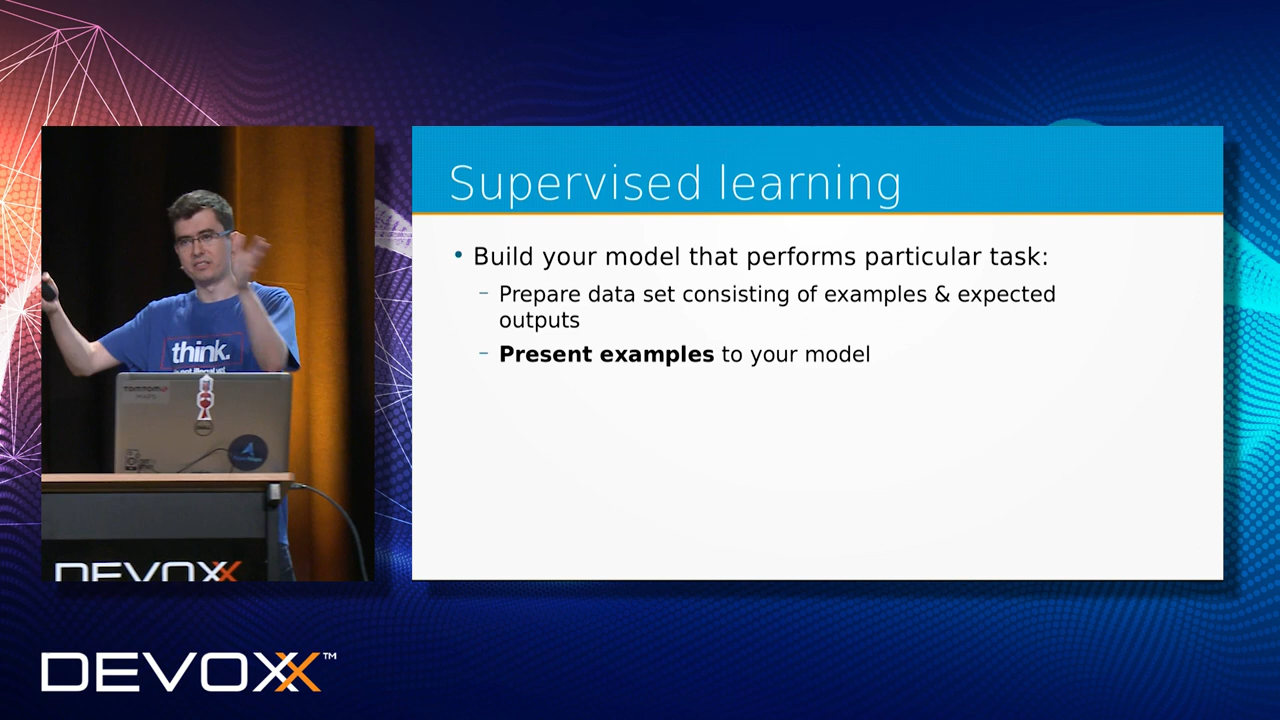 Supervised learning
• Build your model that performs particular task:
– Prepare data set consisting of examples & expected
outputs
– Present examples to your model
think.
DEVOXX
DEVOXX™